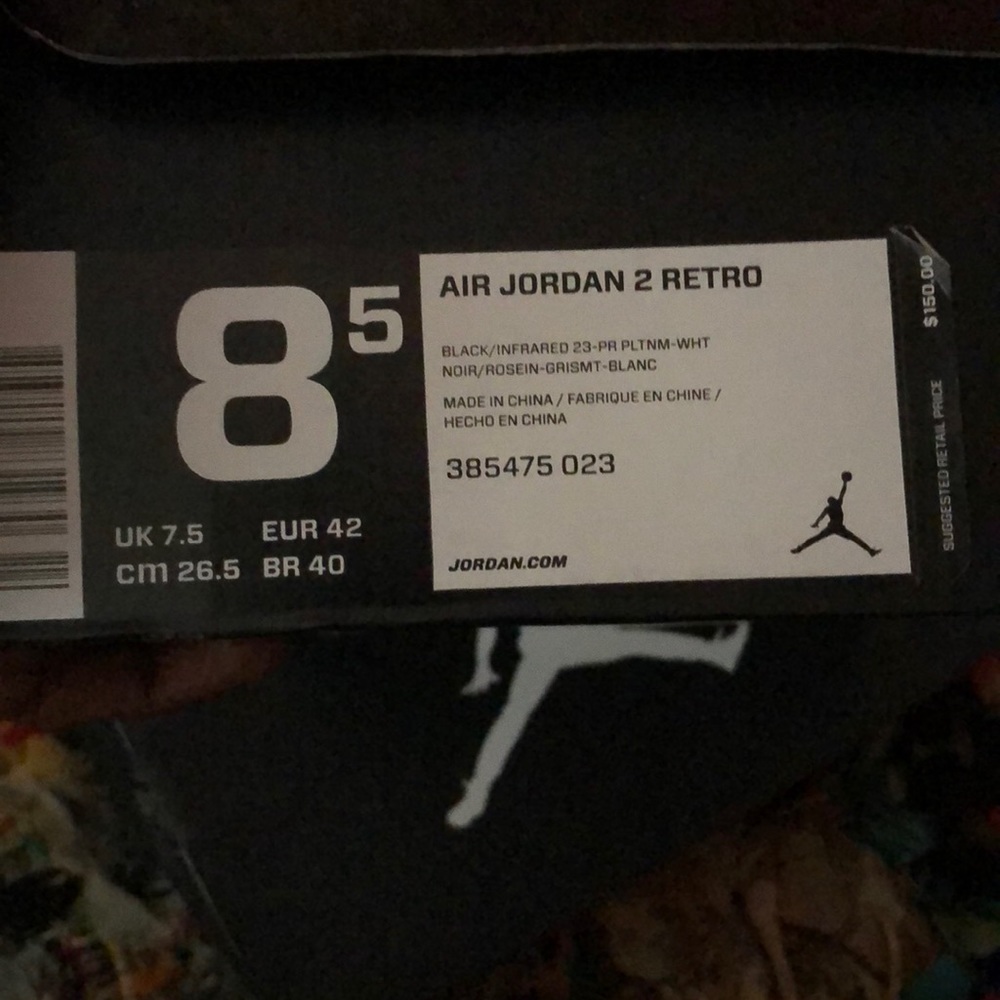 8 5
UK 7.5 EUR 42
cm 26.5 BR 40
AIR JORDAN 2 RETRO
BLACK/INFRARED 23-PR PLTNM-WHT
NOIR/ROSEIN-GRISMT-BLANC
MADE IN CHINA / FABRIQUE EN CHINE /
HECHO EN CHINA
385475 023
JORDAN.COM
SUGGESTED RETAIL PRICE $150.00